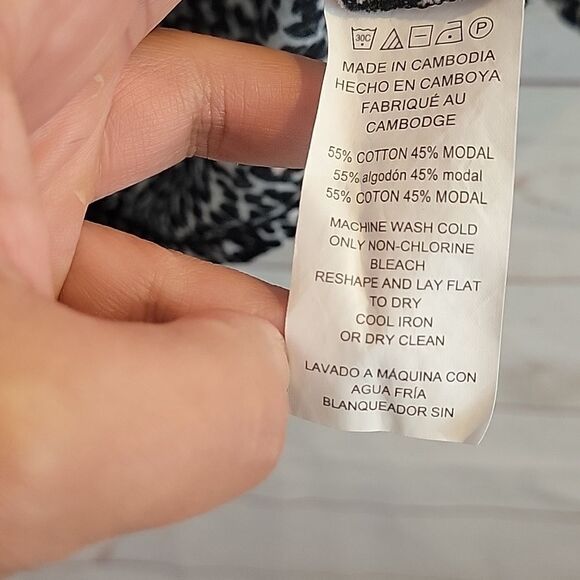 30C P
MADE IN CAMBODIA
HECHO EN CAMBOYA
FABRIQUÉ AU
CAMBODGE
55% COTTON 45% MODAL
55% algodón 45% modal
55% COTON 45% MODAL
MACHINE WASH COLD
ONLY NON-CHLORINE
BLEACH
RESHAPE AND LAY FLAT
TO DRY
COOL IRON
OR DRY CLEAN
LAVADO A MÁQUINA CON
AGUA FRÍA
BLANQUEADOR SIN